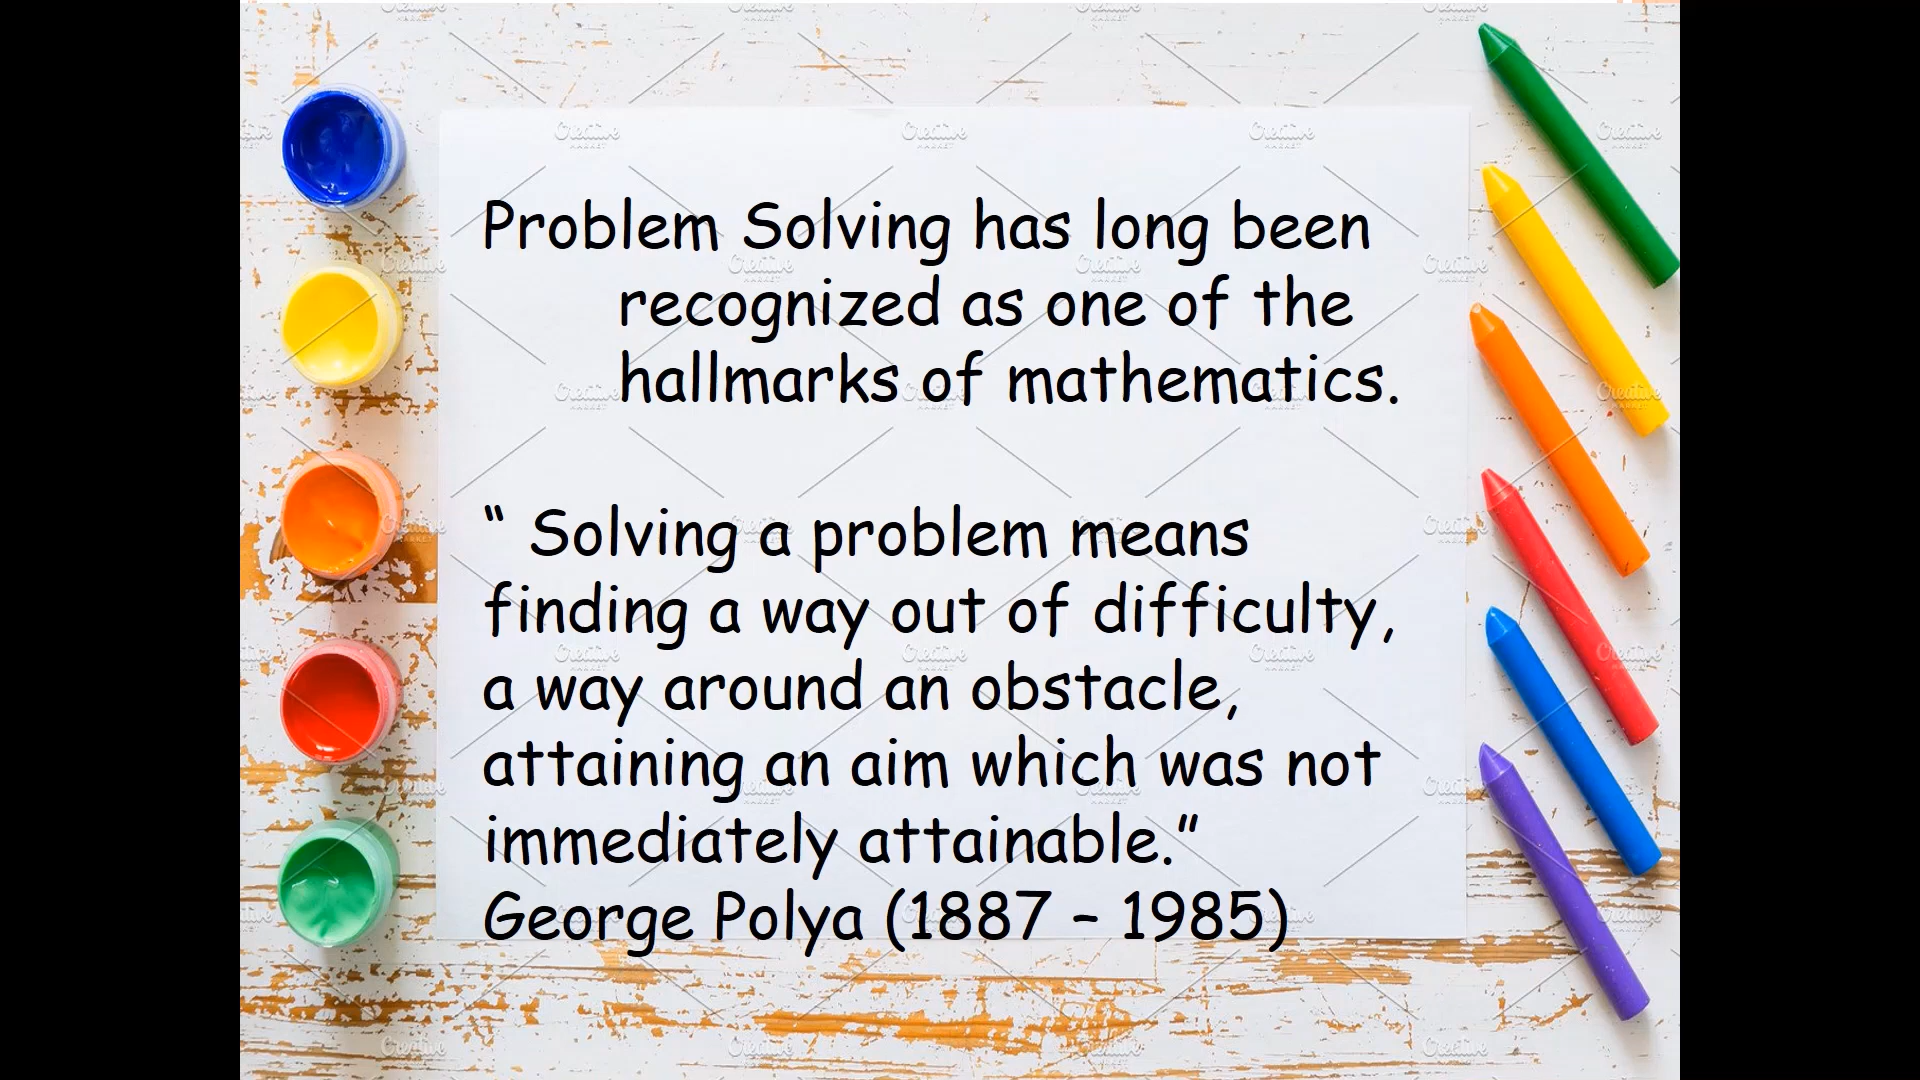 Problem Solving has long been
recognized as one of the
hallmarks of mathematics.
“ Solving a problem means
finding a way out of difficulty,
a way around an obstacle,
attaining an aim which was not
immediately attainable.”
George Polya (1887 – 1985)